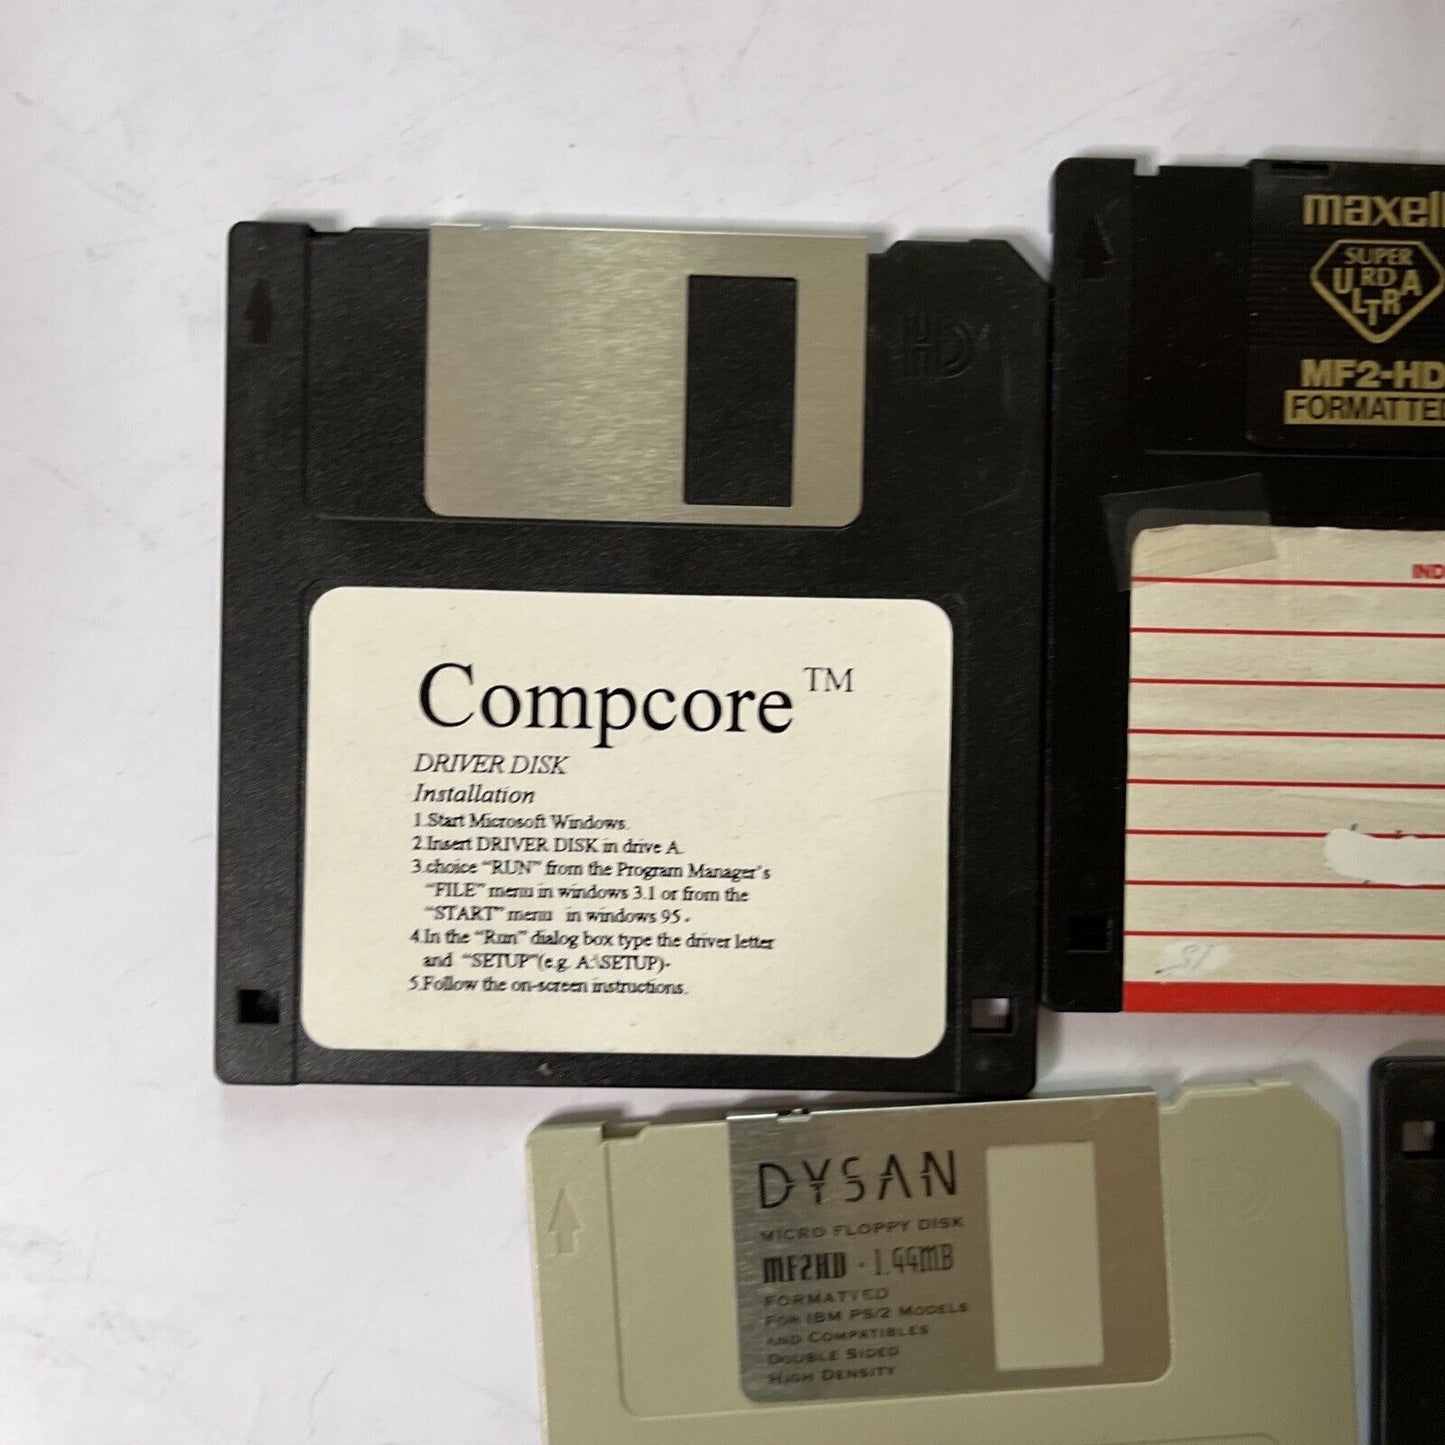 Compcore™
DRIVER DISK
Installation
1.Start Microsoft Windows.
2.Insert DRIVER DISK in drive A.
3.choice “RUN” from the Program Manager’s
“FILE” menu in windows 3.1 or from the
“START” menu in windows 95.
4.In the “Run” dialog box type the driver letter
and “SETUP”(e.g. A:\SETUP).
5.Follow the on-screen instructions.
HD
maxell
SUPER
RD
ULTRA
MF2-HD
FORMATTED
IND
DYSAN
MICRO FLOPPY DISK
MF2HD - 1.44MB
FORMATTED
FOR IBM PS/2 MODELS
AND COMPATIBLES
DOUBLE SIDED
HIGH DENSITY
HD